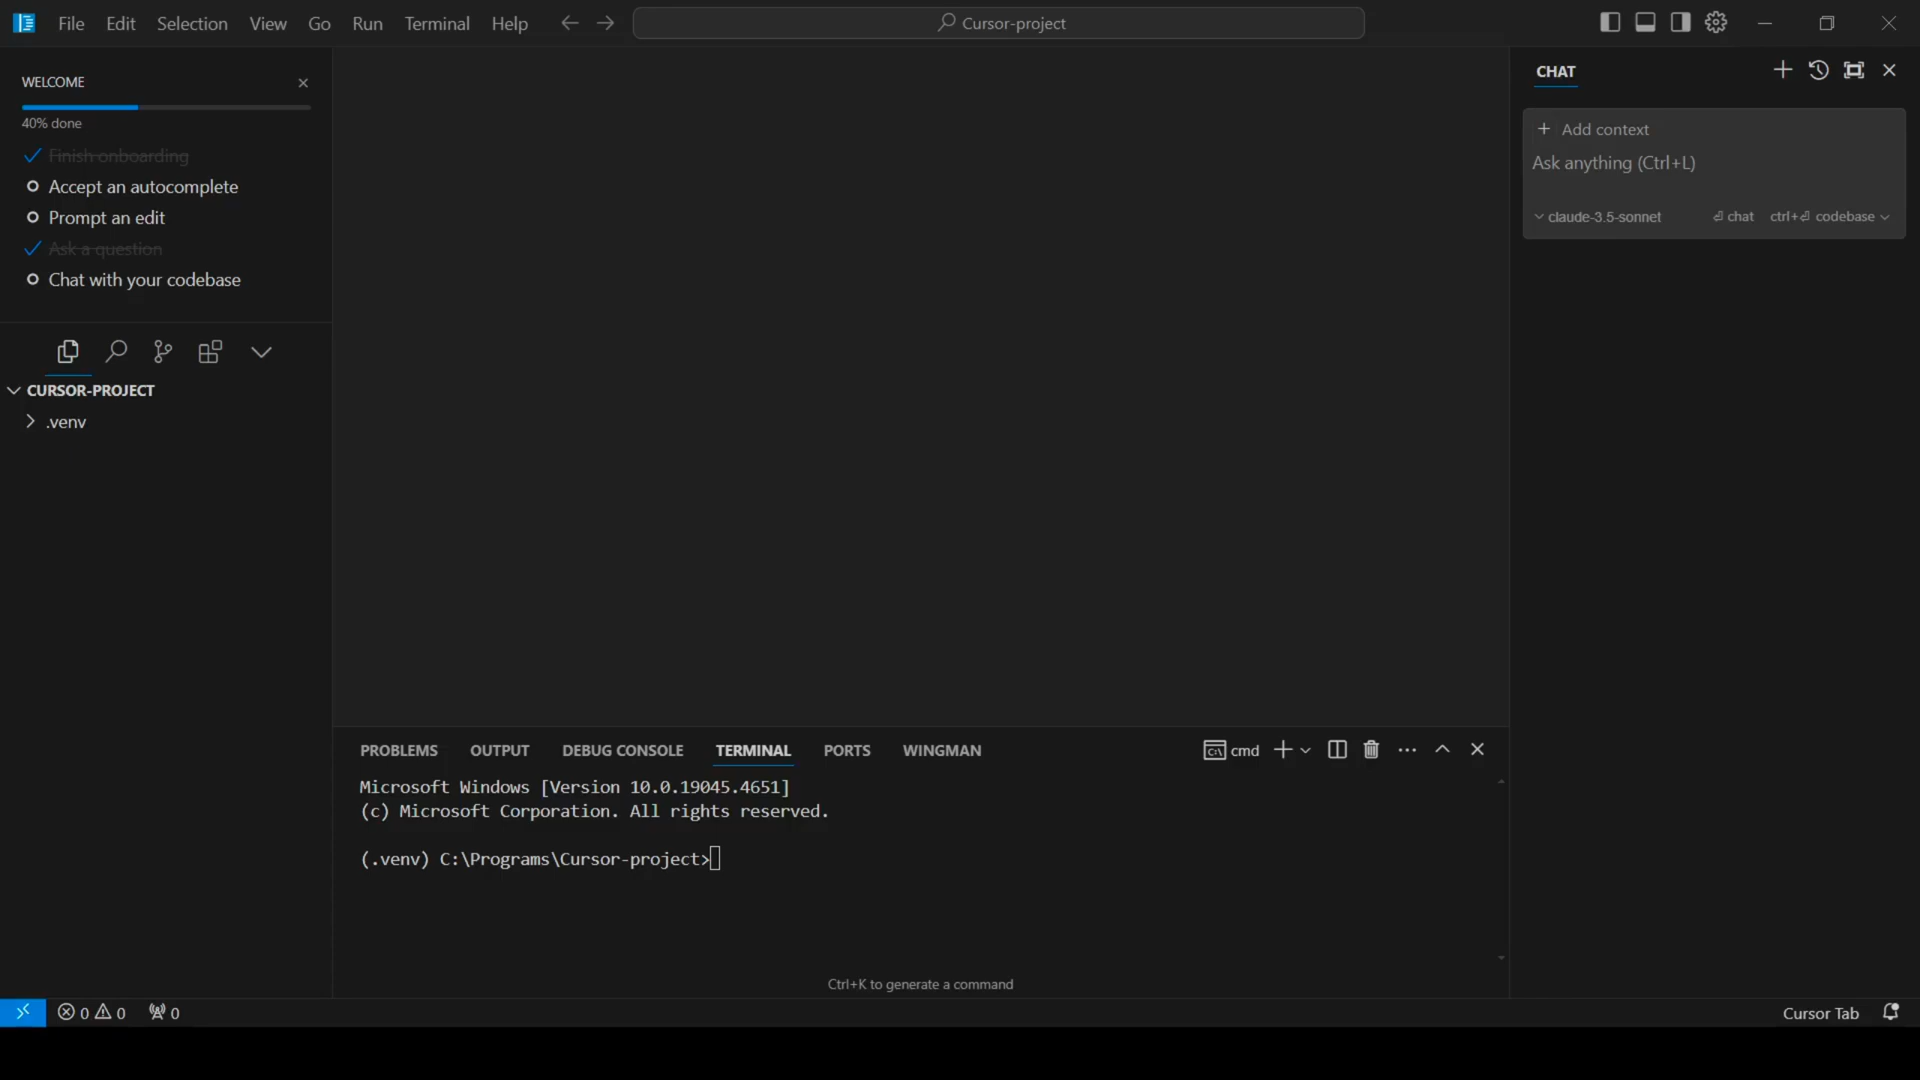 File Edit Selection View Go Run Terminal Help Cursor-project
WELCOME
40% done
Finish onboarding
Accept an autocomplete
Prompt an edit
Ask a question
Chat with your codebase
CURSOR-PROJECT
.venv
PROBLEMS OUTPUT DEBUG CONSOLE TERMINAL PORTS WINGMAN cmd
Microsoft Windows [Version 10.0.19045.4651]
(c) Microsoft Corporation. All rights reserved.
(.venv) C:\Programs\Cursor-project>
Ctrl+K to generate a command
CHAT
+ Add context
Ask anything (Ctrl+L)
claude-3.5-sonnet ⏎ chat ctrl+⏎ codebase
0 0 0 Cursor Tab